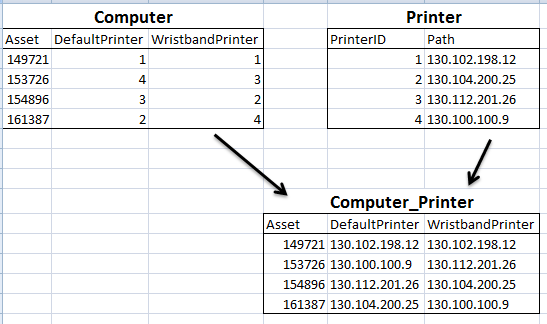 Computer
Asset DefaultPrinter WristbandPrinter
149721 1 1
153726 4 3
154896 3 2
161387 2 4
Printer
PrinterID Path
1 130.102.198.12
2 130.104.200.25
3 130.112.201.26
4 130.100.100.9
Computer_Printer
Asset DefaultPrinter WristbandPrinter
149721 130.102.198.12 130.102.198.12
153726 130.100.100.9 130.112.201.26
154896 130.112.201.26 130.104.200.25
161387 130.104.200.25 130.100.100.9